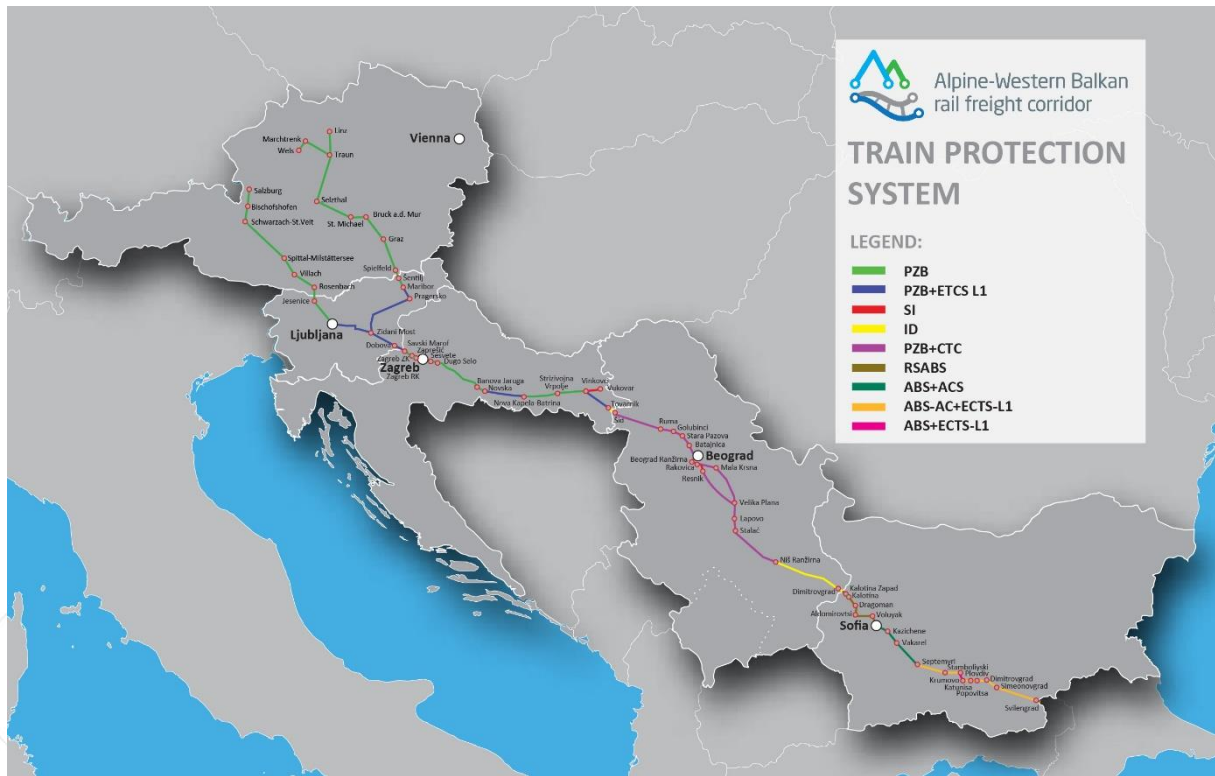 Alpine-Western Balkan
rail freight corridor
TRAIN PROTECTION
SYSTEM
LEGEND:
PZB
PZB+ETCS L1
SI
ID
PZB+CTC
RSABS
ABS+ACS
ABS-AC+ECTS-L1
ABS+ECTS-L1
Linz
Marchtrenk
Wels
Traun
Vienna
Salzburg
Bischofshofen
Schwarzach-St.Veit
Selzthal
St. Michael
Bruck a.d. Mur
Graz
Spittal-Milstättersee
Villach
Rosenbach
Jesenice
Spielfeld
Šentilj
Maribor
Pragersko
Ljubljana
Zidani Most
Dobova
Savski Marof
Zaprešić
Zagreb ZK
Sesvete
Zagreb
Dugo Selo
Zagreb RK
Banova Jaruga
Novska
Nova Kapela-Batrina
Strizivojna
Vrpolje
Vinkovci
Vukovar
Tovarnik
Šid
Ruma
Golubinci
Stara Pazova
Batajnica
Beograd
Beograd Ranžirna
Rakovica
Resnik
Mala Krsna
Velika Plana
Lapovo
Stalać
Niš Ranžirna
Dimitrovgrad
Kalotina Zapad
Kalotina
Dragoman
Aldomirovtsi
Voluyak
Sofia
Kazichene
Vakarel
Septemvri
Stamboliyski
Plovdiv
Krumovo
Katunisa
Popovitsa
Dimitrovgrad
Simeonovgrad
Svilengrad